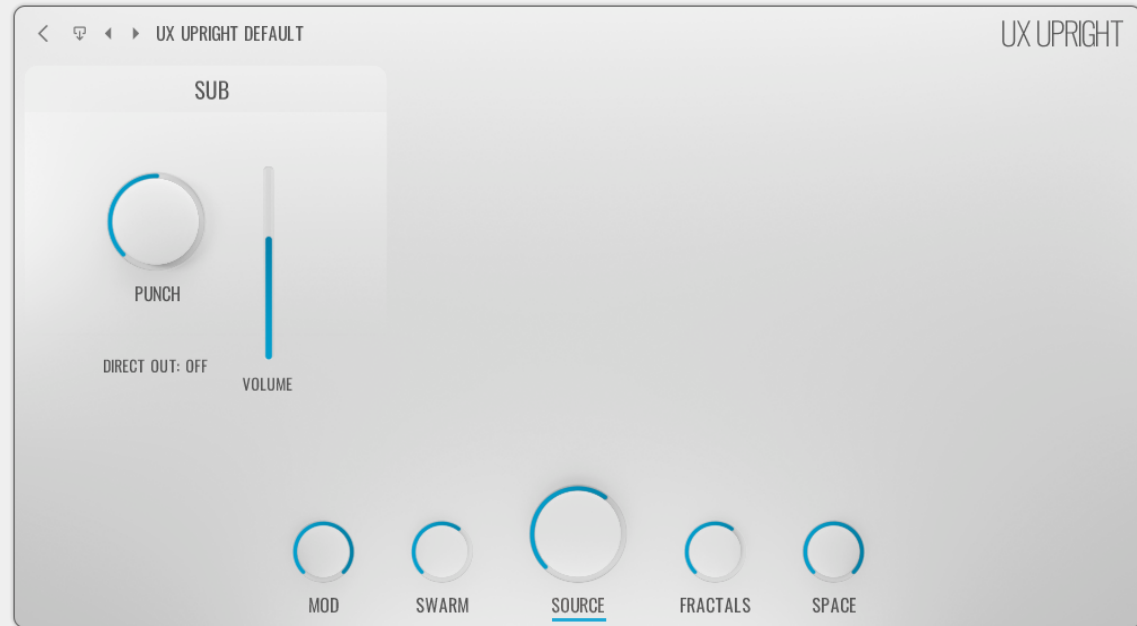 UX UPRIGHT DEFAULT
UX UPRIGHT
SUB
PUNCH
DIRECT OUT: OFF
VOLUME
MOD
SWARM
SOURCE
FRACTALS
SPACE